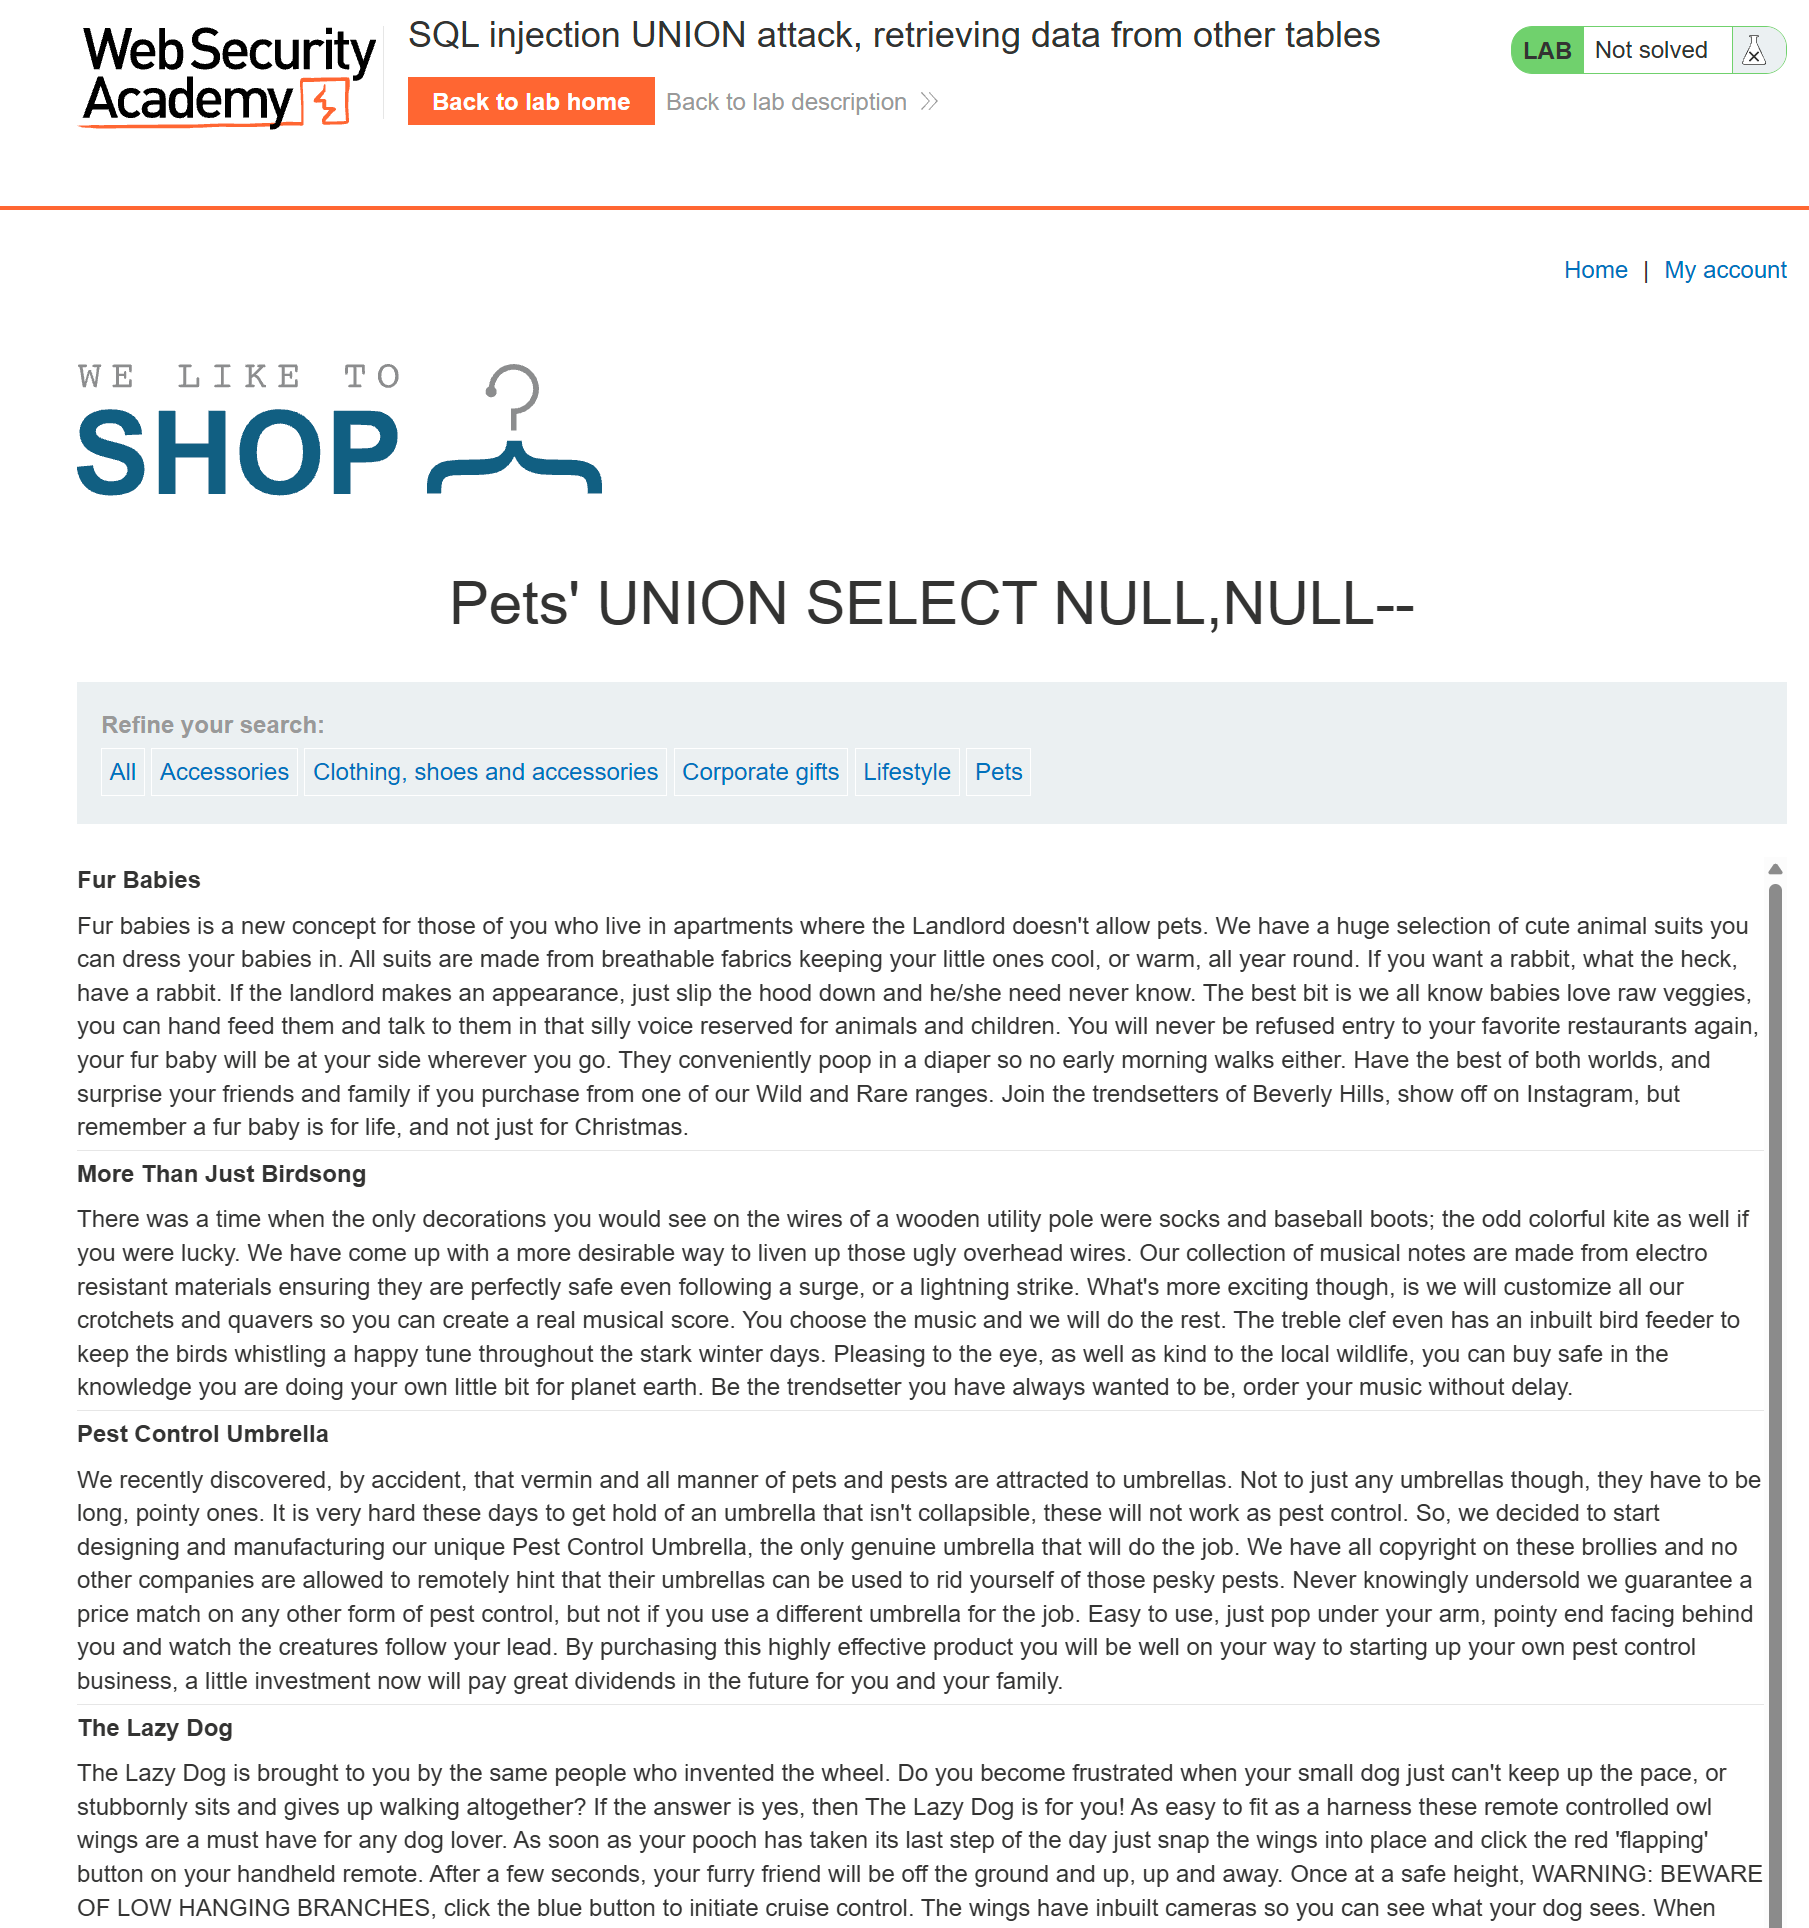 Web Security
Academy
SQL injection UNION attack, retrieving data from other tables
Back to lab home
Back to lab description
LAB
Not solved
Home | My account
WE LIKE TO
SHOP
Pets' UNION SELECT NULL,NULL--
Refine your search:
All
Accessories
Clothing, shoes and accessories
Corporate gifts
Lifestyle
Pets
Fur Babies
Fur babies is a new concept for those of you who live in apartments where the Landlord doesn't allow pets. We have a huge selection of cute animal suits you
can dress your babies in. All suits are made from breathable fabrics keeping your little ones cool, or warm, all year round. If you want a rabbit, what the heck,
have a rabbit. If the landlord makes an appearance, just slip the hood down and he/she need never know. The best bit is we all know babies love raw veggies,
you can hand feed them and talk to them in that silly voice reserved for animals and children. You will never be refused entry to your favorite restaurants again,
your fur baby will be at your side wherever you go. They conveniently poop in a diaper so no early morning walks either. Have the best of both worlds, and
surprise your friends and family if you purchase from one of our Wild and Rare ranges. Join the trendsetters of Beverly Hills, show off on Instagram, but
remember a fur baby is for life, and not just for Christmas.
More Than Just Birdsong
There was a time when the only decorations you would see on the wires of a wooden utility pole were socks and baseball boots; the odd colorful kite as well if
you were lucky. We have come up with a more desirable way to liven up those ugly overhead wires. Our collection of musical notes are made from electro
resistant materials ensuring they are perfectly safe even following a surge, or a lightning strike. What's more exciting though, is we will customize all our
crotchets and quavers so you can create a real musical score. You choose the music and we will do the rest. The treble clef even has an inbuilt bird feeder to
keep the birds whistling a happy tune throughout the stark winter days. Pleasing to the eye, as well as kind to the local wildlife, you can buy safe in the
knowledge you are doing your own little bit for planet earth. Be the trendsetter you have always wanted to be, order your music without delay.
Pest Control Umbrella
We recently discovered, by accident, that vermin and all manner of pets and pests are attracted to umbrellas. Not to just any umbrellas though, they have to be
long, pointy ones. It is very hard these days to get hold of an umbrella that isn't collapsible, these will not work as pest control. So, we decided to start
designing and manufacturing our unique Pest Control Umbrella, the only genuine umbrella that will do the job. We have all copyright on these brollies and no
other companies are allowed to remotely hint that their umbrellas can be used to rid yourself of those pesky pests. Never knowingly undersold we guarantee a
price match on any other form of pest control, but not if you use a different umbrella for the job. Easy to use, just pop under your arm, pointy end facing behind
you and watch the creatures follow your lead. By purchasing this highly effective product you will be well on your way to starting up your own pest control
business, a little investment now will pay great dividends in the future for you and your family.
The Lazy Dog
The Lazy Dog is brought to you by the same people who invented the wheel. Do you become frustrated when your small dog just can't keep up the pace, or
stubbornly sits and gives up walking altogether? If the answer is yes, then The Lazy Dog is for you! As easy to fit as a harness these remote controlled owl
wings are a must have for any dog lover. As soon as your pooch has taken its last step of the day just snap the wings into place and click the red 'flapping'
button on your handheld remote. After a few seconds, your furry friend will be off the ground and up, up and away. Once at a safe height, WARNING: BEWARE
OF LOW HANGING BRANCHES, click the blue button to initiate cruise control. The wings have inbuilt cameras so you can see what your dog sees. When